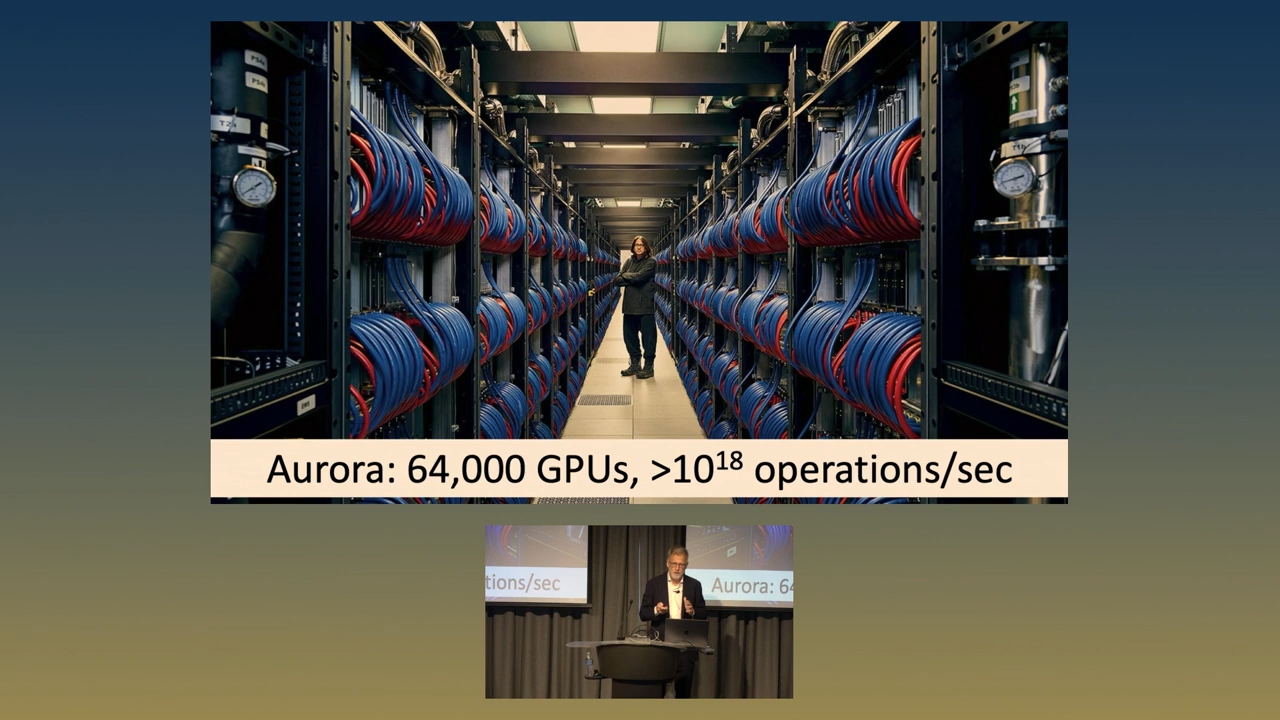 Aurora: 64,000 GPUs, >10¹⁸ operations/sec
tions/sec
Aurora: 64